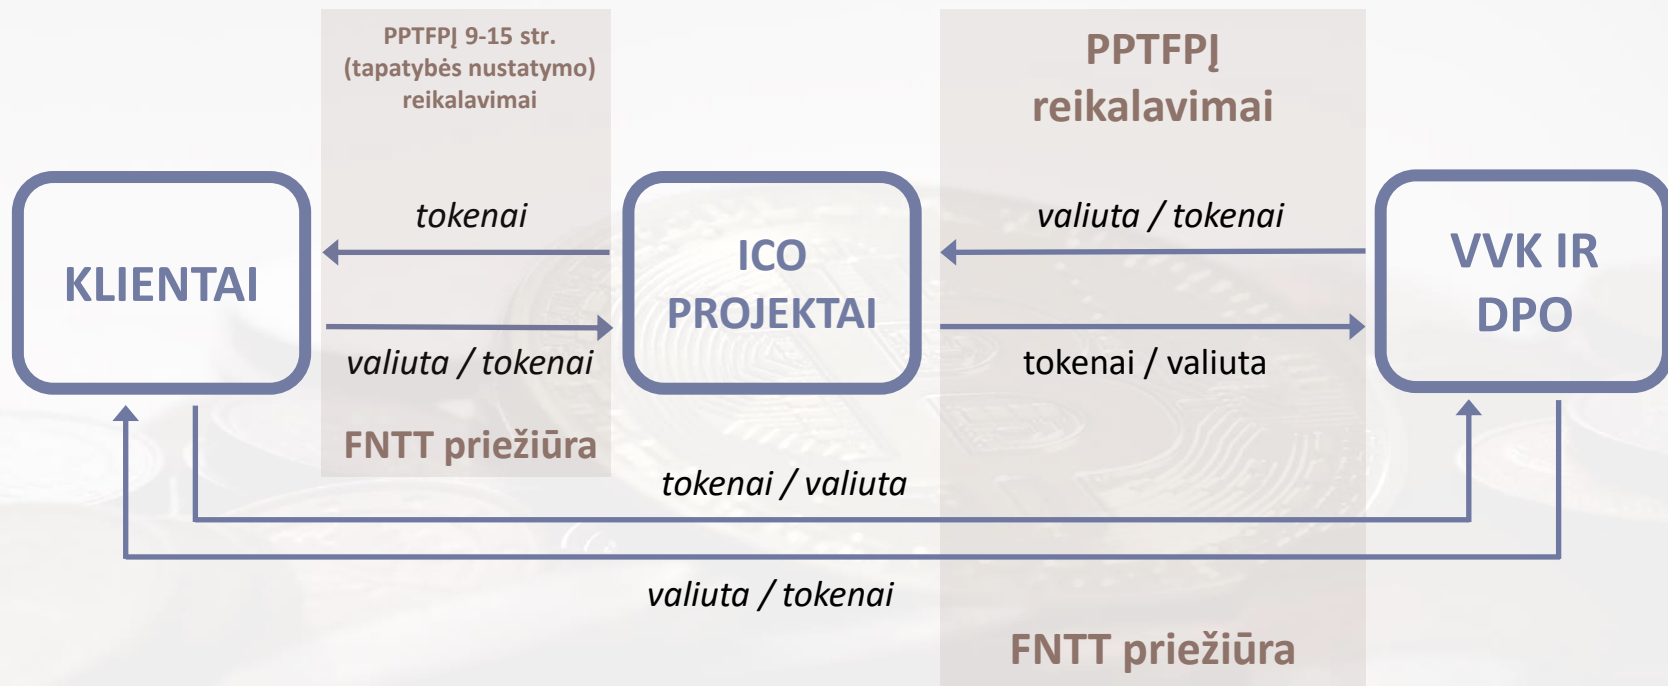 PPTFPĮ 9-15 str.
(tapatybės nustatymo)
reikalavimai
PPTFPĮ
reikalavimai
tokenai
valiuta / tokenai
KLIENTAI
ICO
PROJEKTAI
VVK IR
DPO
valiuta / tokenai
tokenai / valiuta
FNTT priežiūra
tokenai / valiuta
valiuta / tokenai
FNTT priežiūra